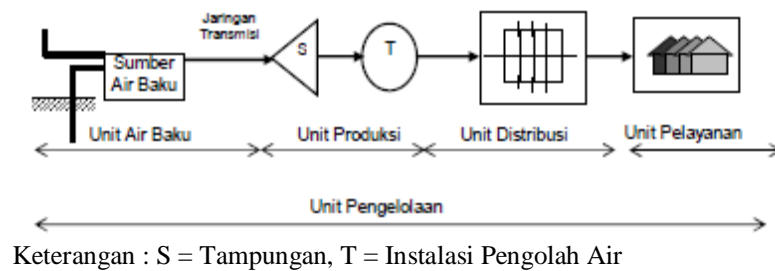 Jaringan
Transmisi
Sumber
Air Baku
S
T
Unit Air Baku
Unit Produksi
Unit Distribusi
Unit Pelayanan
Unit Pengelolaan
Keterangan : S = Tampungan, T = Instalasi Pengolah Air